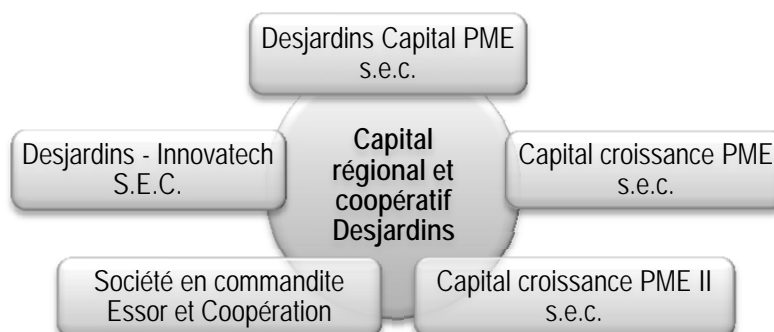 Desjardins Capital PME
s.e.c.
Desjardins - Innovatech
S.E.C.
Capital
régional et
coopératif
Desjardins
Capital croissance PME
s.e.c.
Société en commandite
Essor et Coopération
Capital croissance PME II
s.e.c.